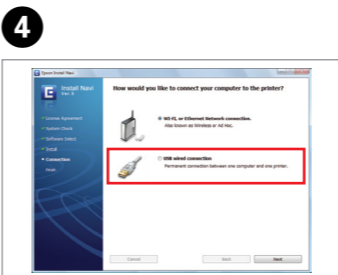 4
Epson Install Navi
Install Navi
How would you like to connect your computer to the printer?
License Agreement
System Check
Software Select
Install
Connection
Wi-Fi, or Ethernet Network connection.
Also known as Wireless or Ad Hoc.
USB wired connection
Permanent connection between one computer and one printer.
Cancel
Back
Next